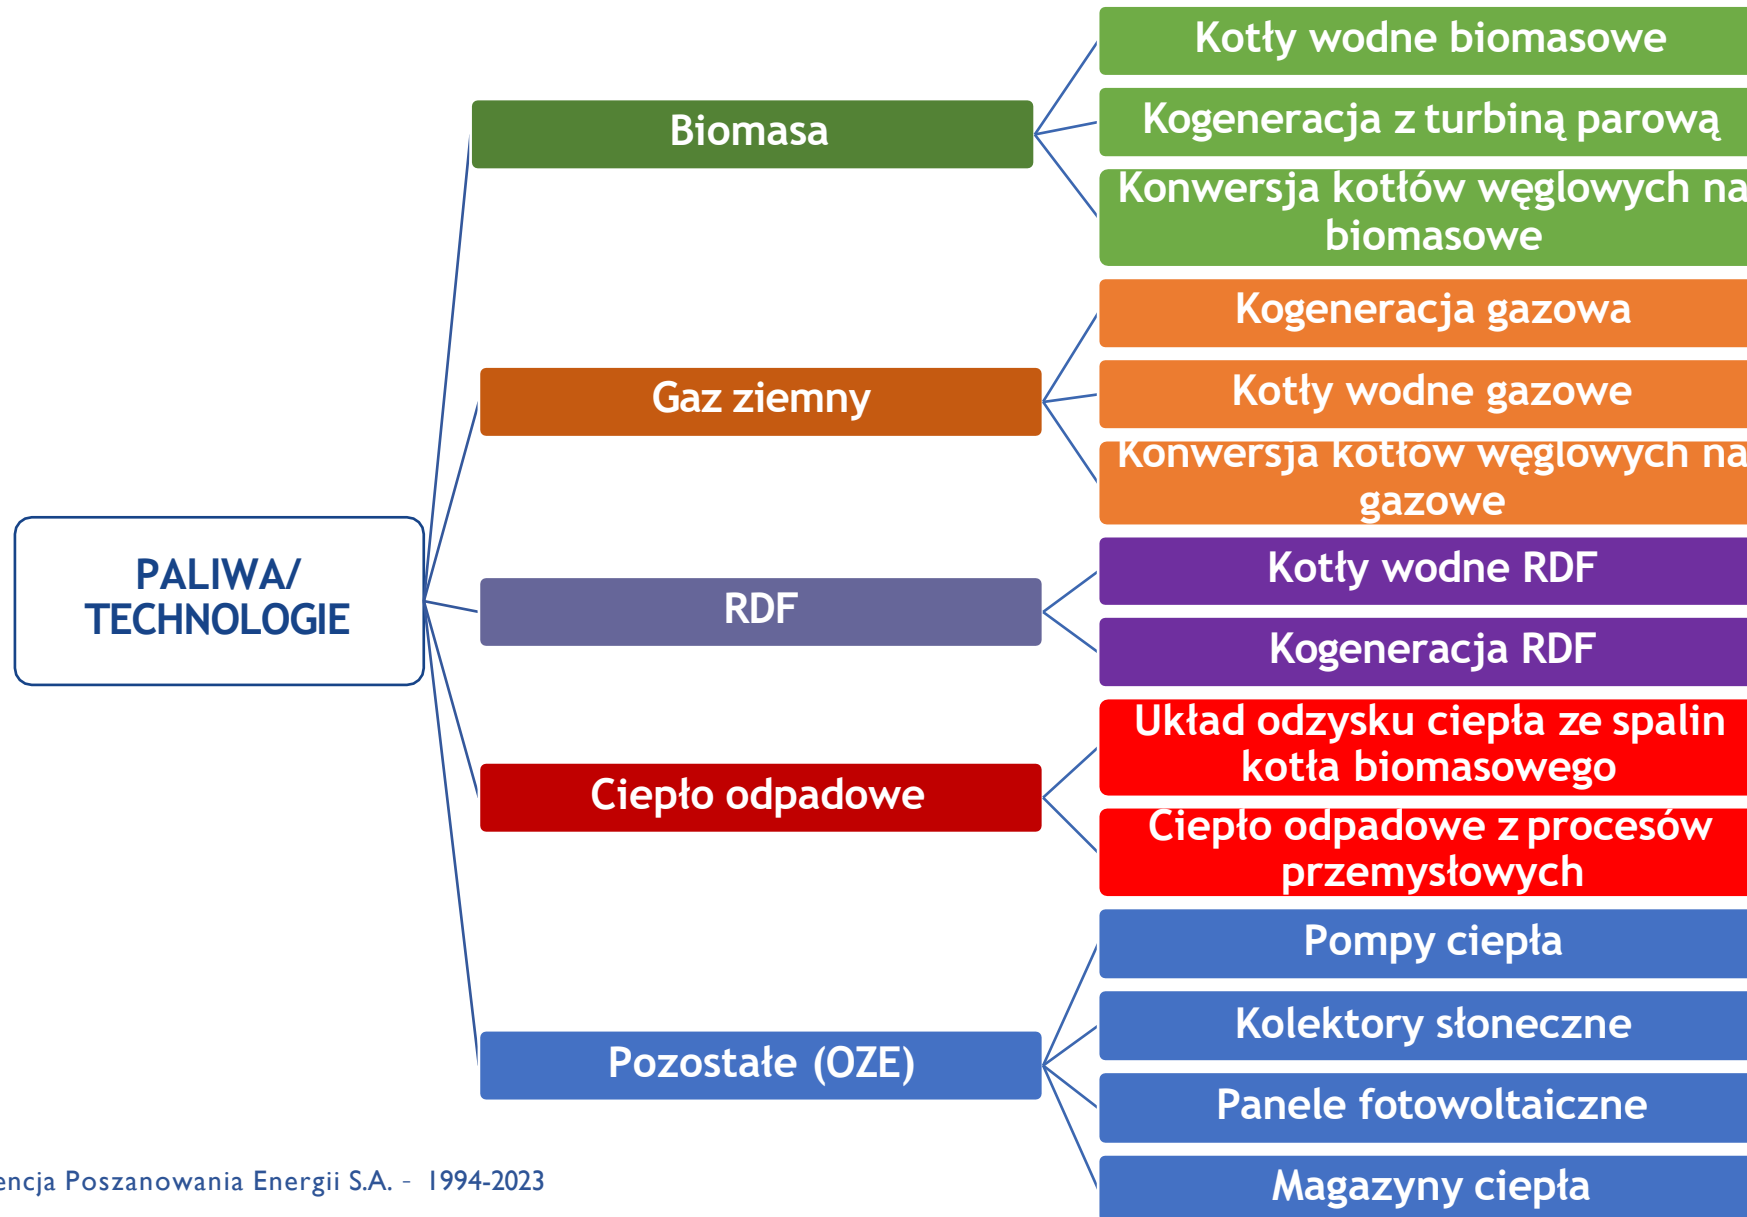 Kotły wodne biomasowe
Biomasa
Kogeneracja z turbiną parową
Konwersja kotłów węglowych na
biomasowe
Kogeneracja gazowa
Gaz ziemny
Kotły wodne gazowe
Konwersja kotłów węglowych na
gazowe
PALIWA/
TECHNOLOGIE
Kotły wodne RDF
RDF
Kogeneracja RDF
Układ odzysku ciepła ze spalin
kotła biomasowego
Ciepło odpadowe
Ciepło odpadowe z procesów
przemysłowych
Pompy ciepła
Kolektory słoneczne
Pozostałe (OZE)
Panele fotowoltaiczne
Magazyny ciepła
encja Poszanowania Energii S.A. - 1994-2023